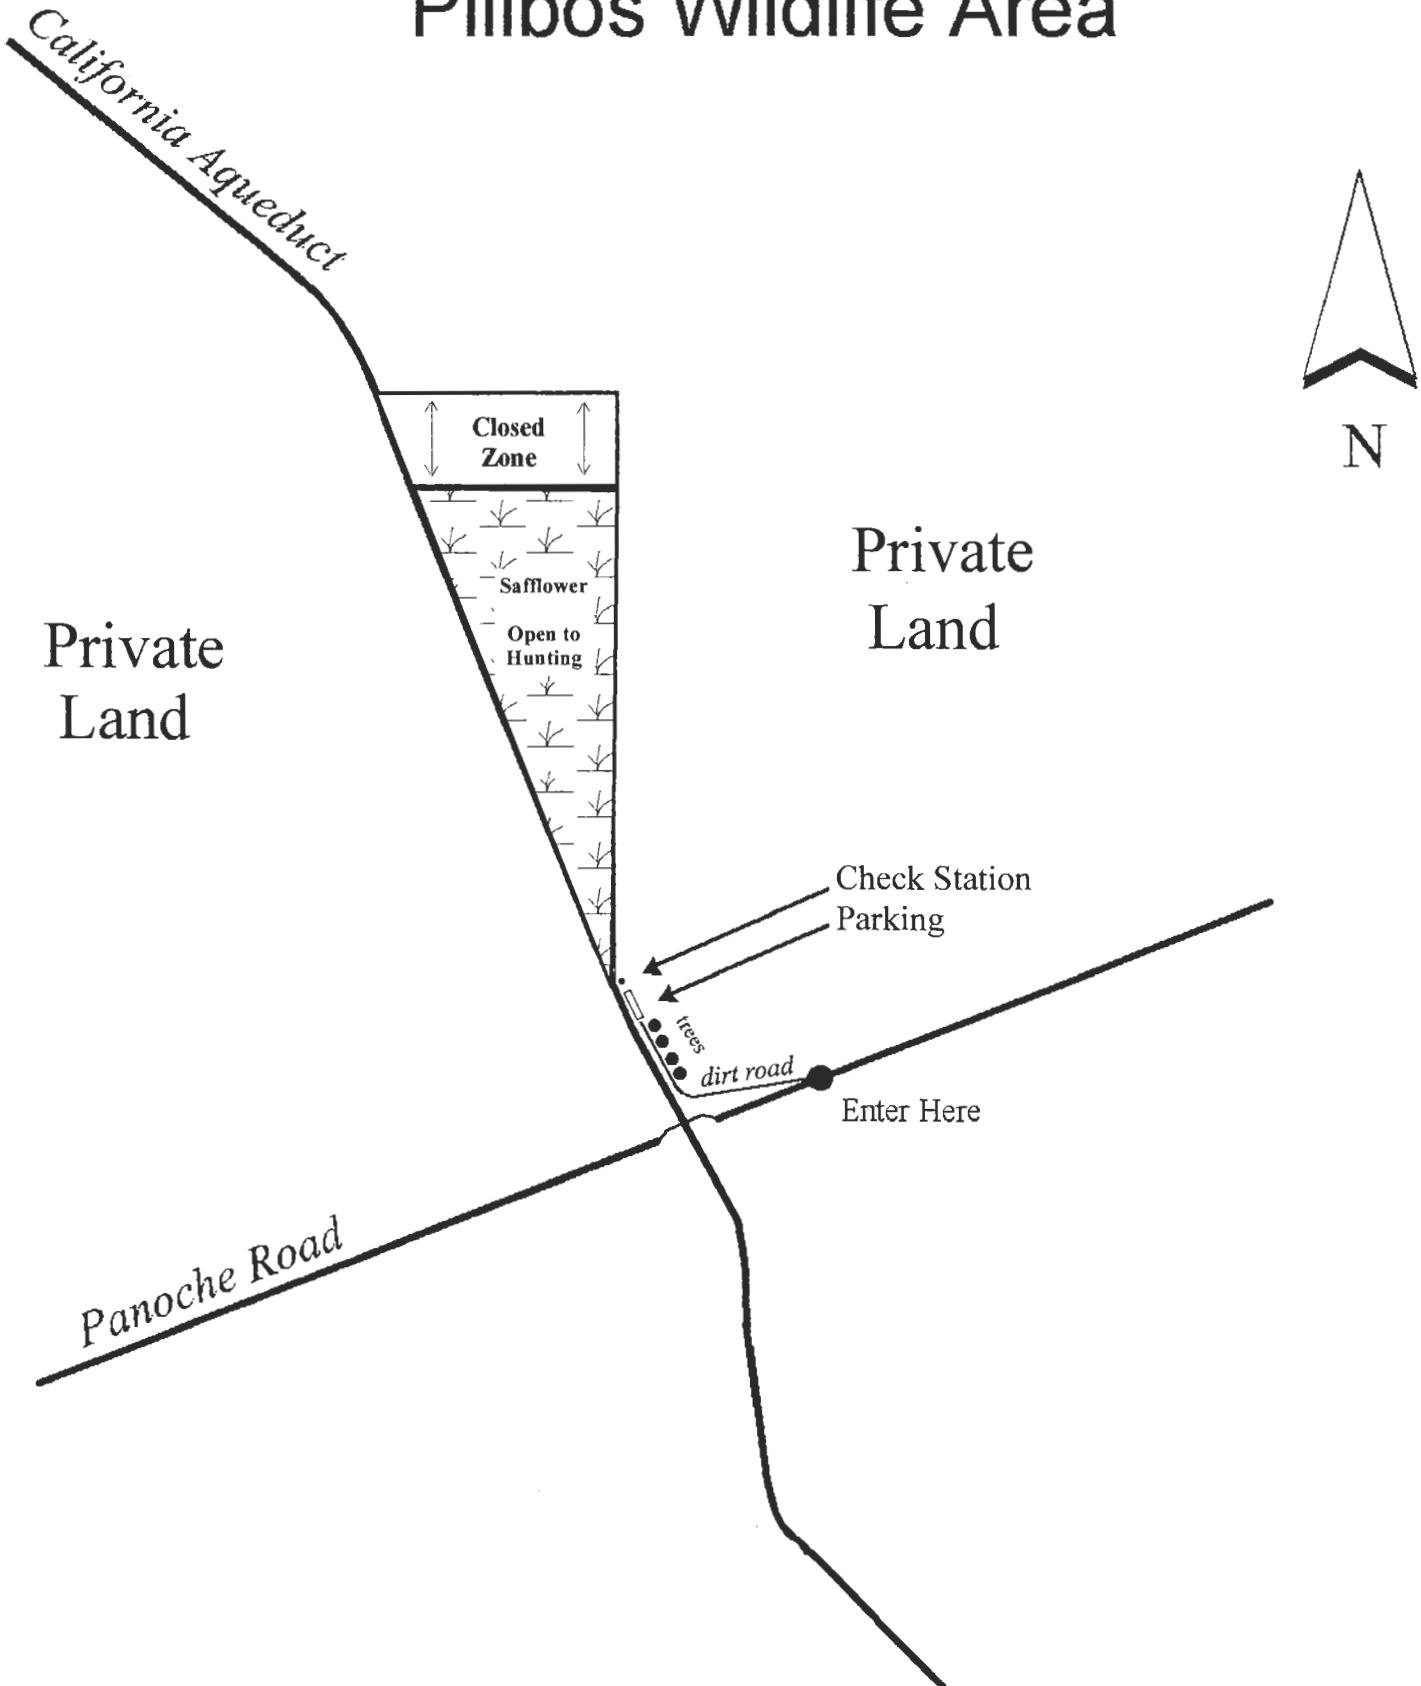 Pilibos Wildlife Area
California Aqueduct
N
Closed
Zone
Safflower
Open to
Hunting
Private
Land
Private
Land
Check Station
Parking
trees
dirt road
Enter Here
Panoche Road